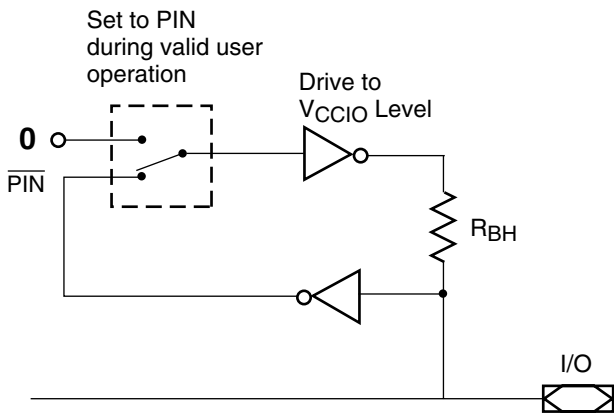 Set to PIN
during valid user
operation
Drive to
VCCIO Level
0
PIN
RBH
I/O